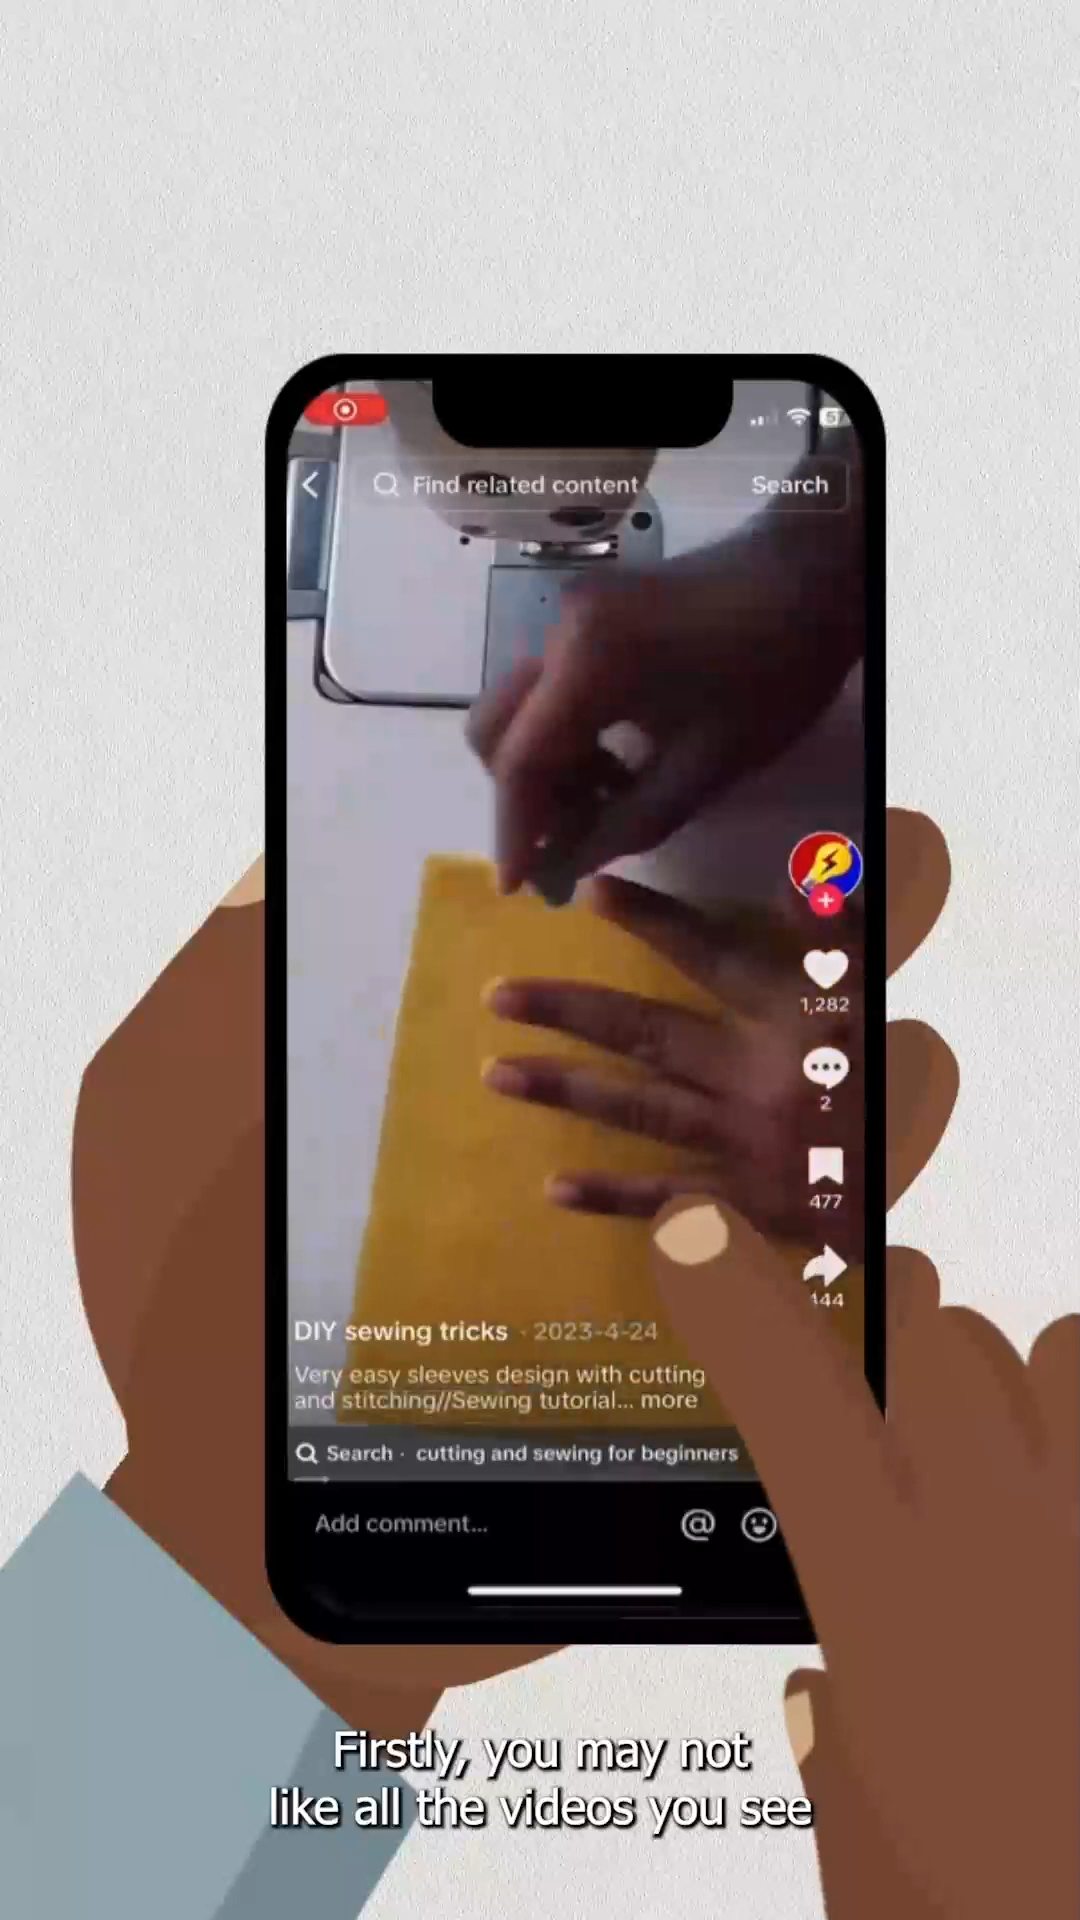 Find related content
Search
1,282
2
477
DIY sewing tricks · 2023-4-24
Very easy sleeves design with cutting
and stitching//Sewing tutorial... more
Search · cutting and sewing for beginners
Add comment...
Firstly, you may not
like all the videos you see